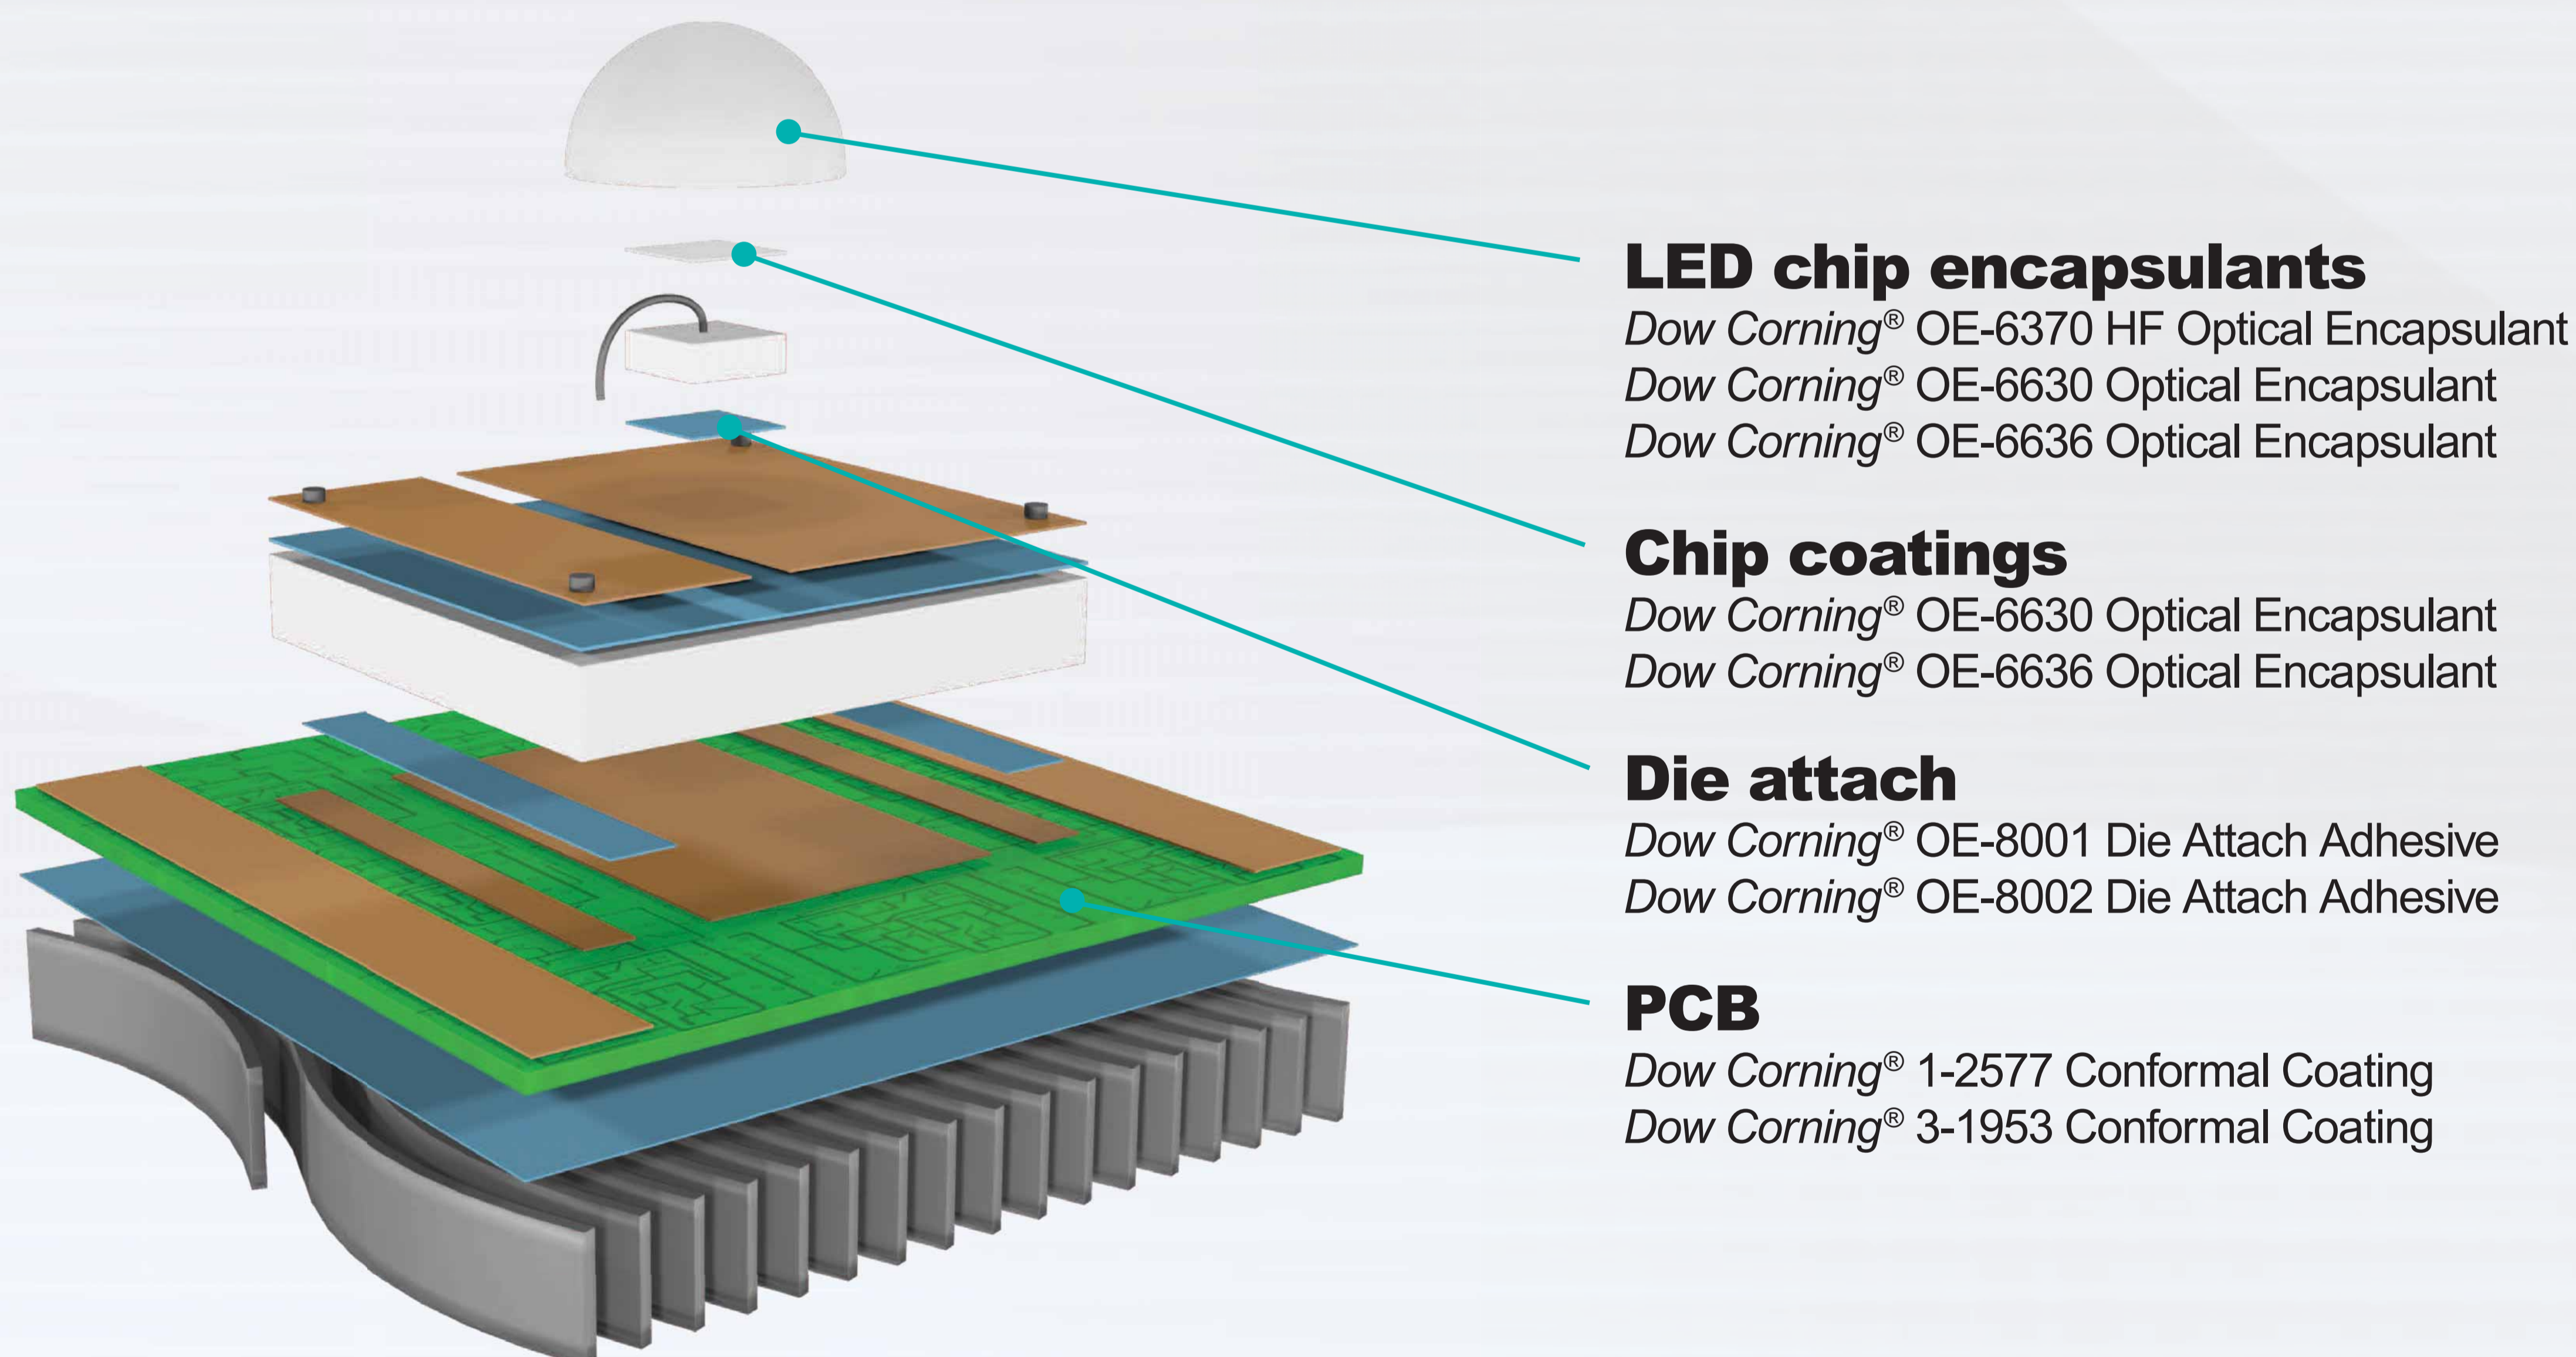 LED chip encapsulants
Dow Corning® OE-6370 HF Optical Encapsulant
Dow Corning® OE-6630 Optical Encapsulant
Dow Corning® OE-6636 Optical Encapsulant
Chip coatings
Dow Corning® OE-6630 Optical Encapsulant
Dow Corning® OE-6636 Optical Encapsulant
Die attach
Dow Corning® OE-8001 Die Attach Adhesive
Dow Corning® OE-8002 Die Attach Adhesive
PCB
Dow Corning® 1-2577 Conformal Coating
Dow Corning® 3-1953 Conformal Coating